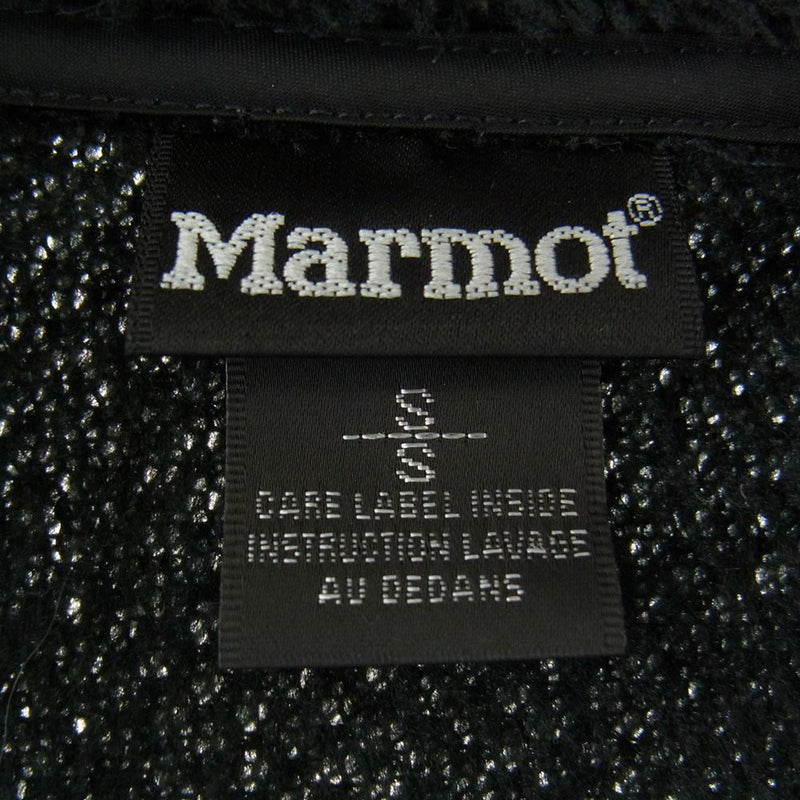 Marmot®
S
S
CARE LABEL INSIDE
INSTRUCTION LAVAGE
AU DEDANS